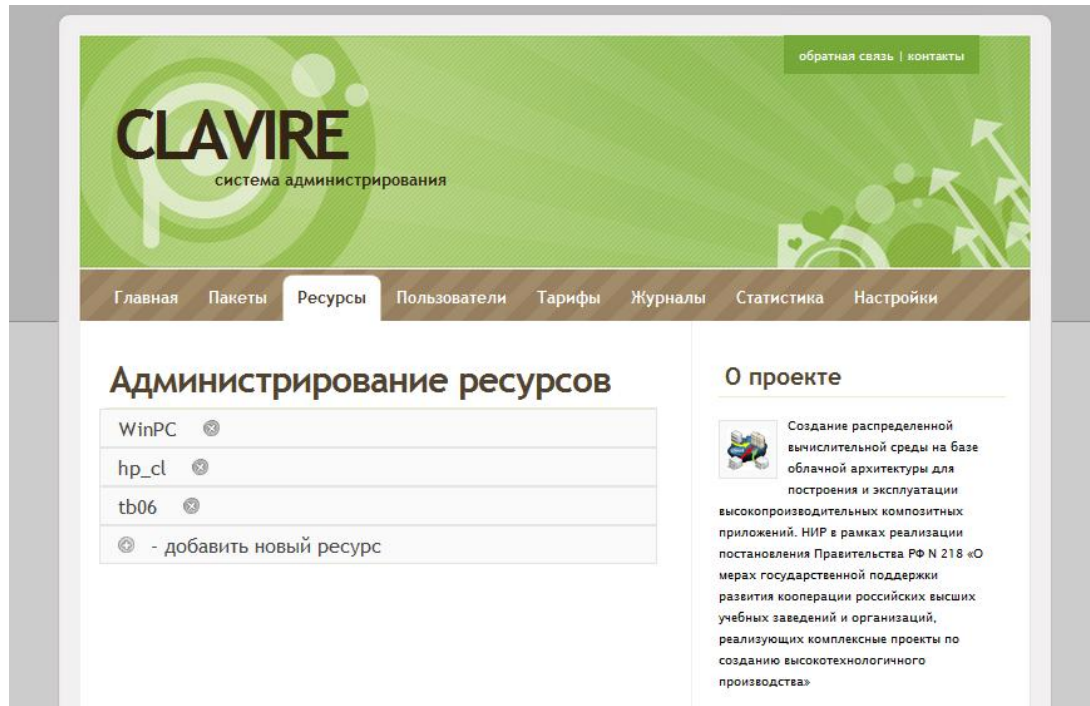 обратная связь | контакты
CLAVIRE
система администрирования
Главная Пакеты Ресурсы Пользователи Тарифы Журналы Статистика Настройки
Администрирование ресурсов
WinPC
hp_cl
tb06
- добавить новый ресурс
О проекте
Создание распределенной
вычислительной среды на базе
облачной архитектуры для
построения и эксплуатации
высокопроизводительных композитных
приложений. НИР в рамках реализации
постановления Правительства РФ N 218 «О
мерах государственной поддержки
развития кооперации российских высших
учебных заведений и организаций,
реализующих комплексные проекты по
созданию высокотехнологичного
производства»